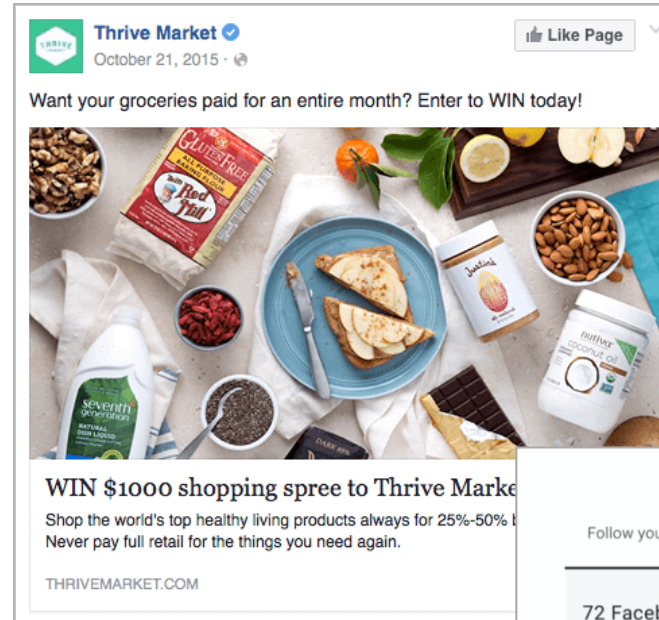 THRIVE
Thrive Market
October 21, 2015 ·
Like Page
Want your groceries paid for an entire month? Enter to WIN today!
GLUTEN FREE
ALL PURPOSE
BAKING FLOUR
Bob's
Red
Mill
Justin's
nutiva
coconut oil
seventh
generation
NATURAL
DISH LIQUID
DARK 85%
WIN $1000 shopping spree to Thrive Marke
Shop the world's top healthy living products always for 25%-50% b
Never pay full retail for the things you need again.
THRIVEMARKET.COM
Follow you
72 Faceb